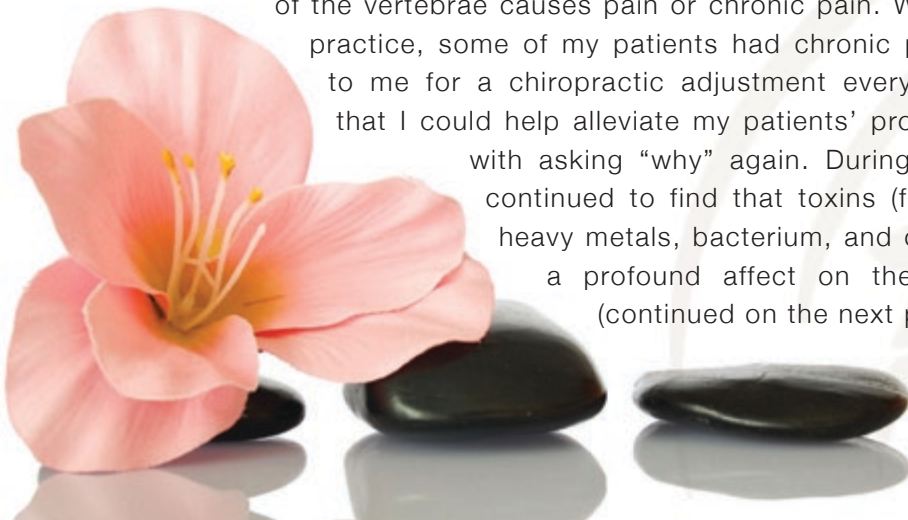 of the vertebrae causes pain or chronic pain.
practice, some of my patients had chronic
to me for a chiropractic adjustment every
that I could help alleviate my patients’
with asking “why” again. During
continued to find that toxins
heavy metals, bacterium, and
a profound affect on the
(continued on the next